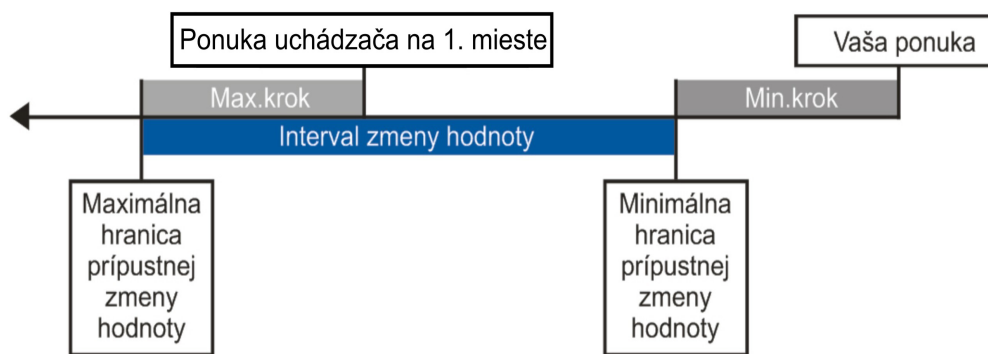 Ponuka uchádzača na 1. mieste
Vaša ponuka
Max.krok
Min.krok
Interval zmeny hodnoty
Maximálna
hranica
prípustnej
zmeny
hodnoty
Minimálna
hranica
prípustnej
zmeny
hodnoty